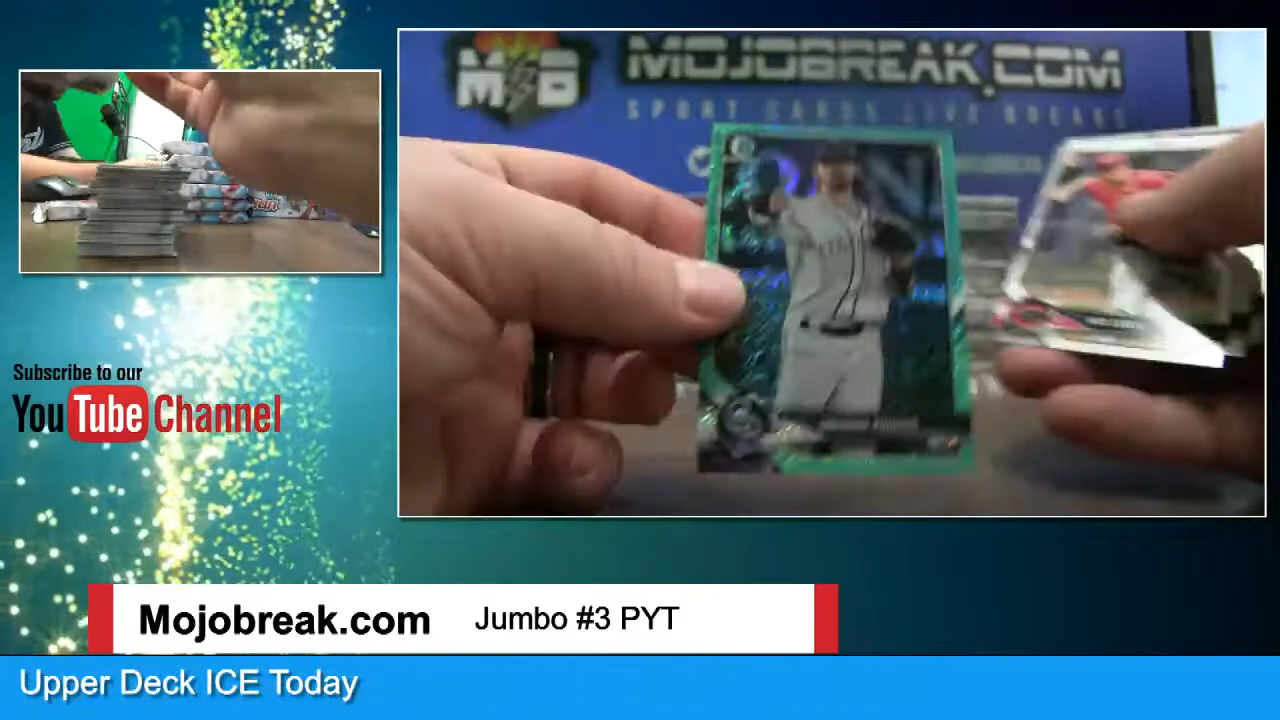 MB
MOJOBREAK.COM
SPORT CARDS LIVE BREAKS
Subscribe to our
YouTube Channel
Mojobreak.com
Jumbo #3 PYT
Upper Deck ICE Today